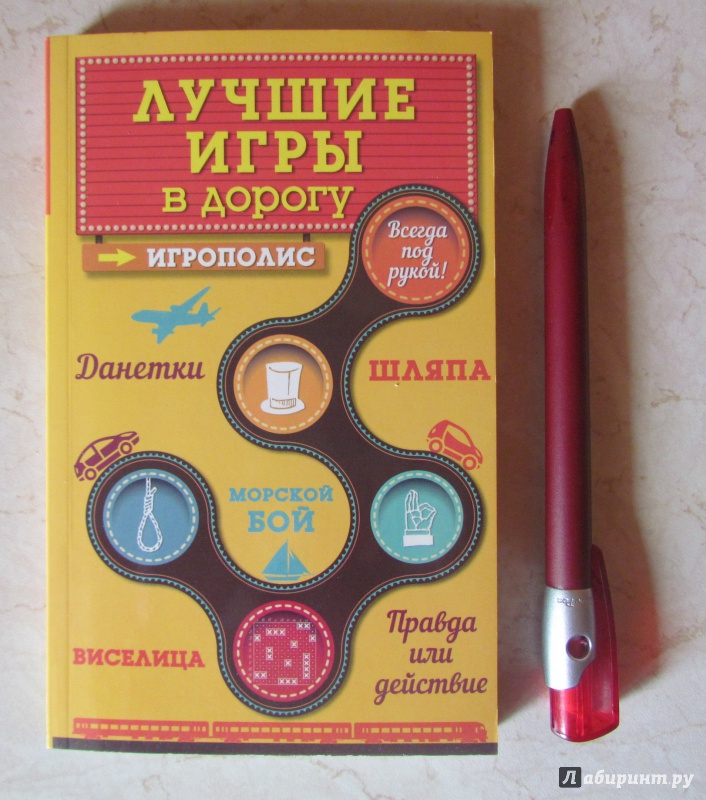 ЛУЧШИЕ
ИГРЫ
В ДОРОГУ
ИГРОПОЛИС
Всегда
под
рукой!
Данетки
ШЛЯПА
МОРСКОЙ
БОЙ
ВИСЕЛИЦА
Правда
или
действие
Лабиринт.ру